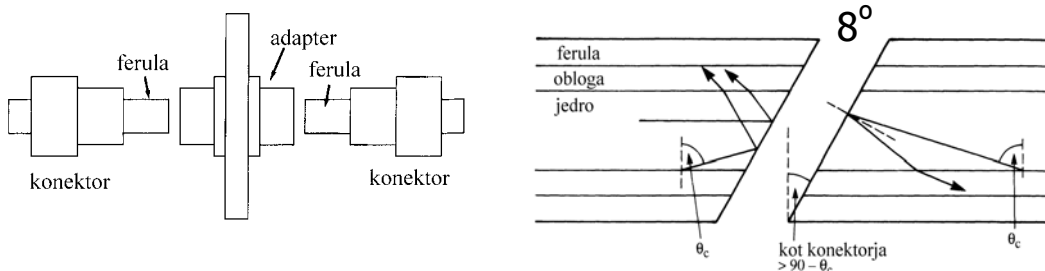 adapter
ferula
ferula
konektor
konektor
8°
ferula
obloga
jedro
θc
θc
kot konektorja
> 90 – θc